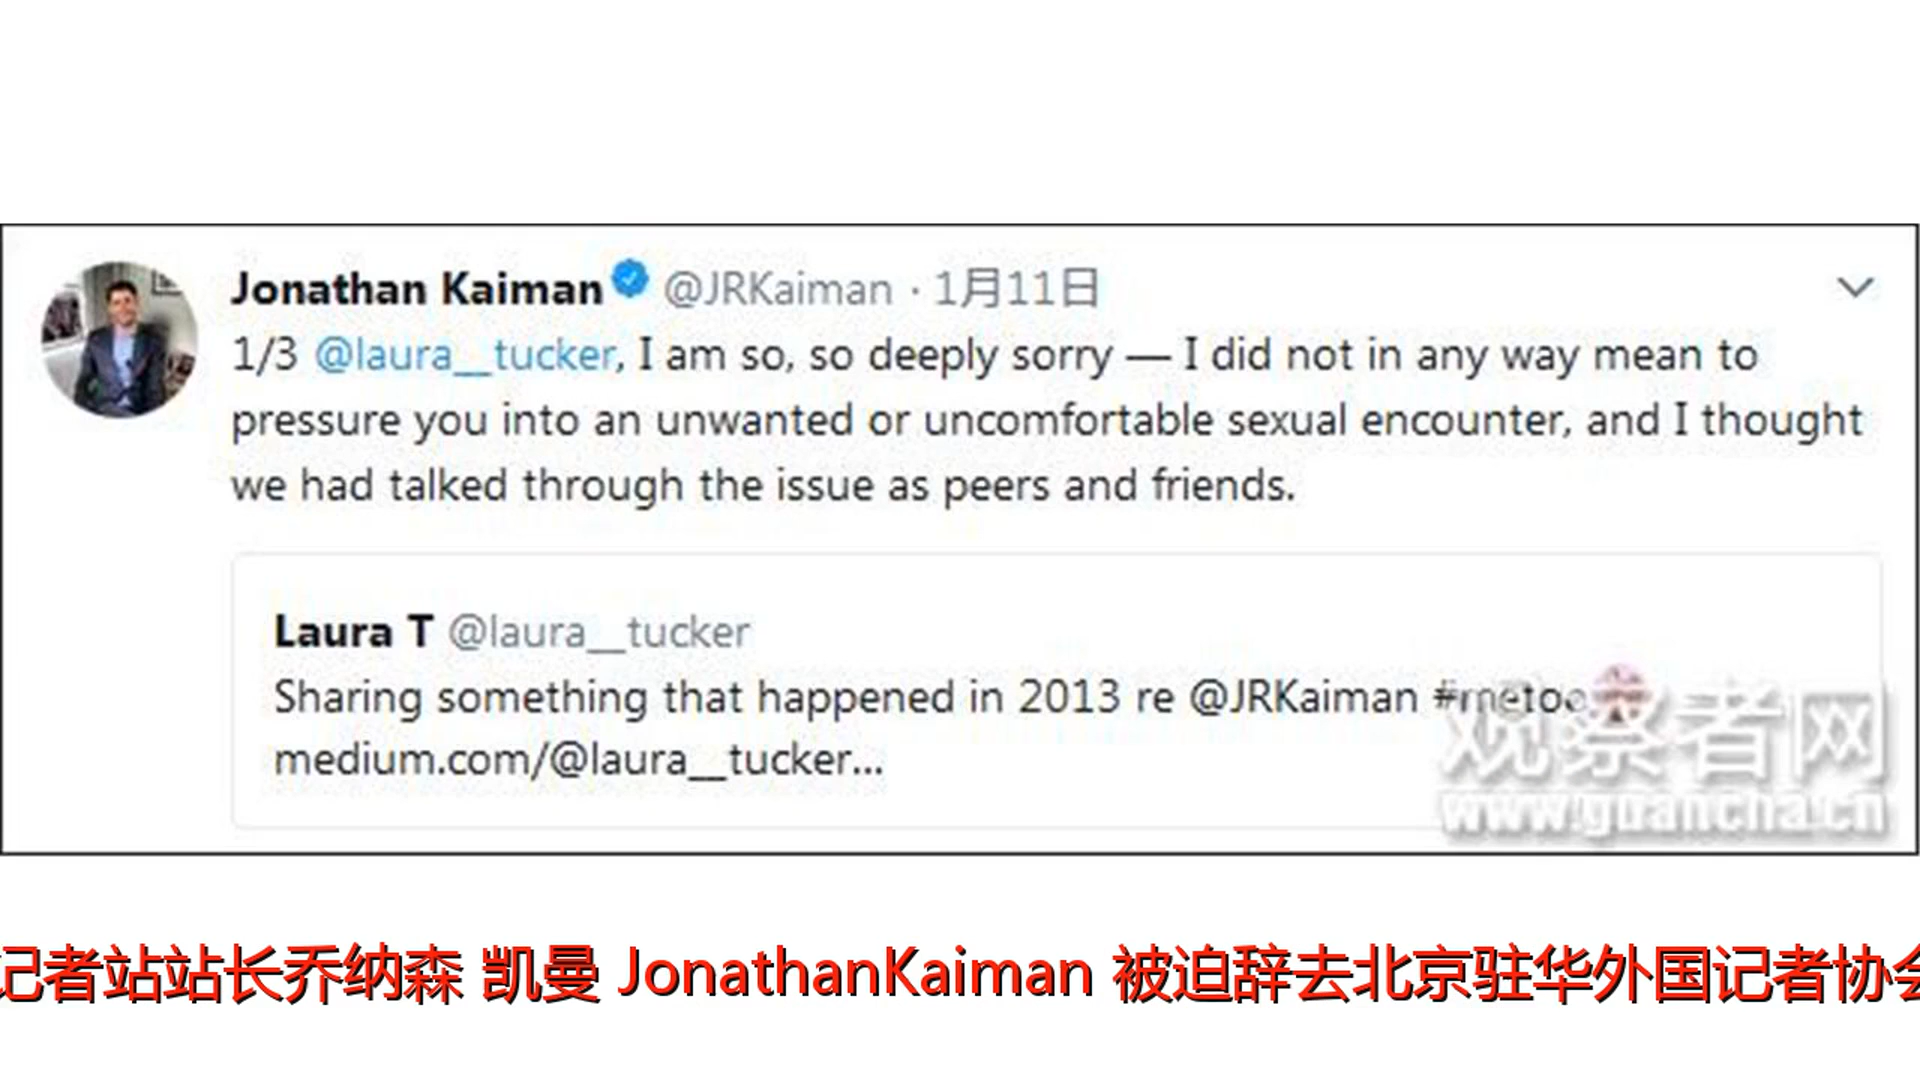 Jonathan Kaiman @JRKaiman · 1月11日
1/3 @laura__tucker, I am so, so deeply sorry — I did not in any way mean to
pressure you into an unwanted or uncomfortable sexual encounter, and I thought
we had talked through the issue as peers and friends.
Laura T @laura__tucker
Sharing something that happened in 2013 re @JRKaiman #metoo
medium.com/@laura__tucker...
观察者网
www.guancha.cn
记者站站长乔纳森 凯曼 JonathanKaiman 被迫辞去北京驻华外国记者协会